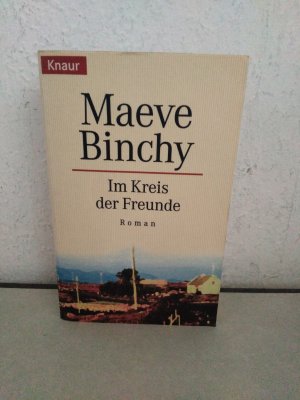 Knaur
Maeve
Binchy
Im Kreis
der Freunde
Roman